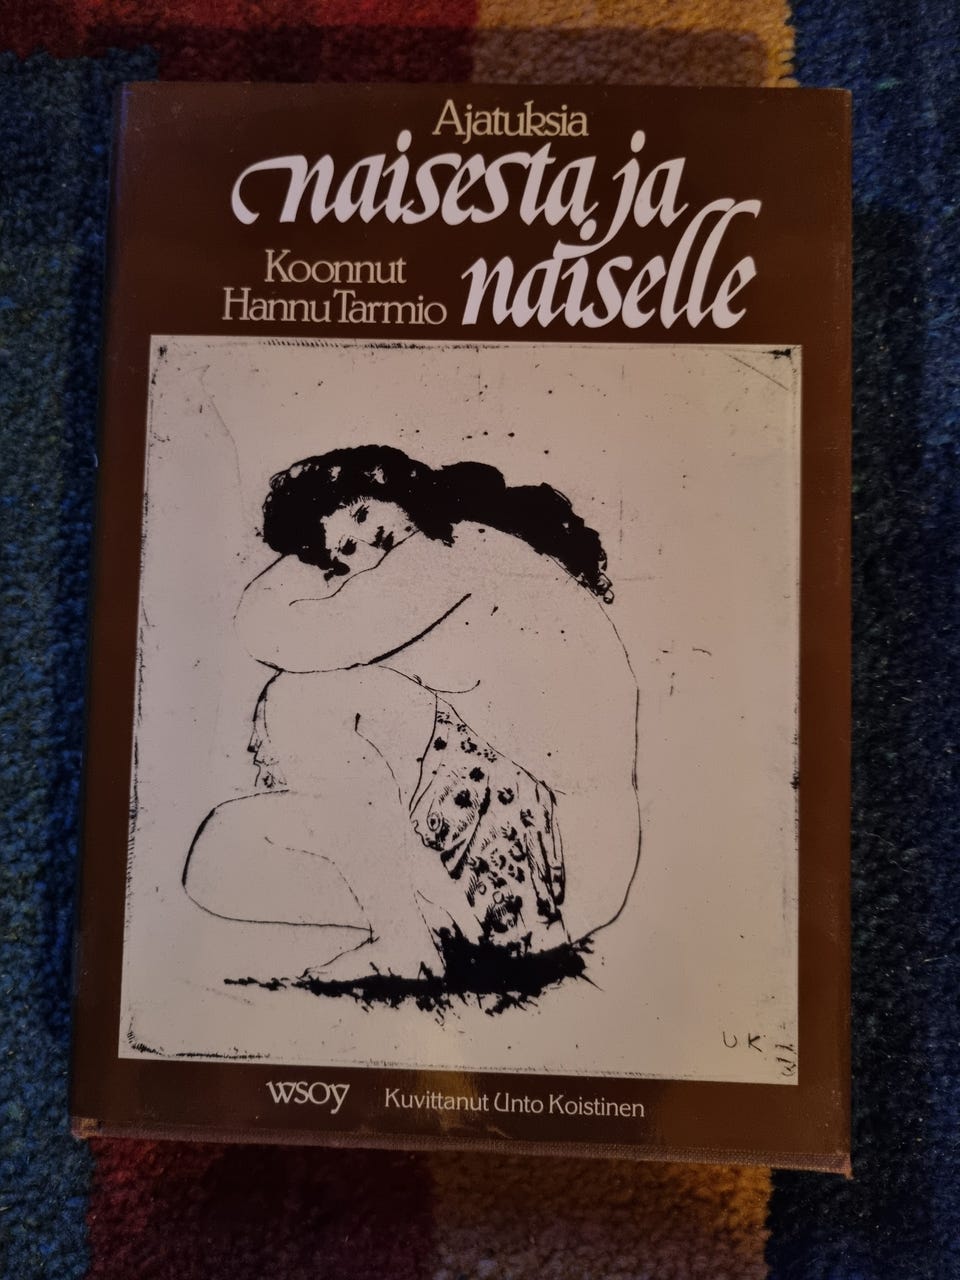 Ajatuksia
naisesta ja
naiselle
Koonnut
Hannu Tarmio
UK
wsoy
Kuvittanut Unto Koistinen